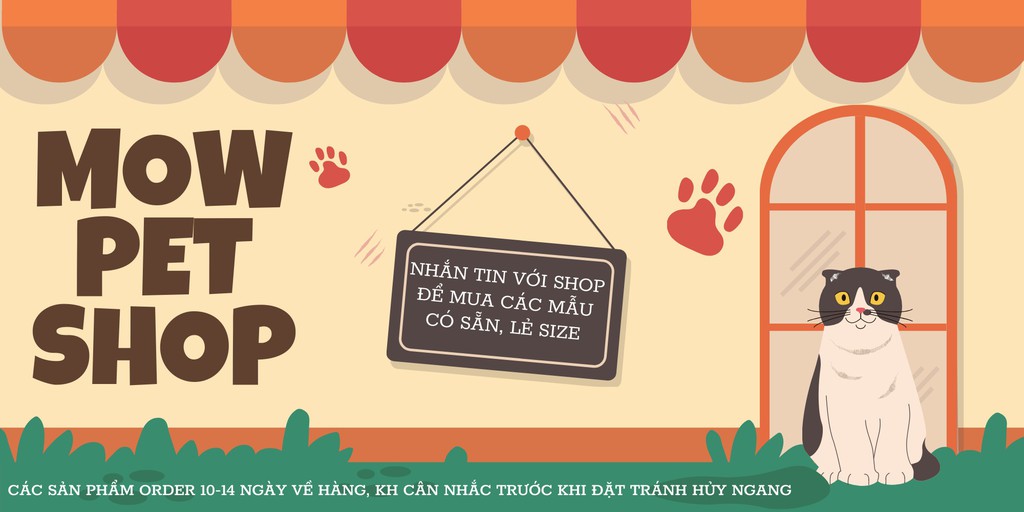 MOW
PET
SHOP
NHẮN TIN VỚI SHOP
ĐỂ MUA CÁC MẪU
CÓ SẴN, LẺ SIZE
CÁC SẢN PHẨM ORDER 10-14 NGÀY VỀ HÀNG, KH CÂN NHẮC TRƯỚC KHI ĐẶT TRÁNH HỦY NGANG